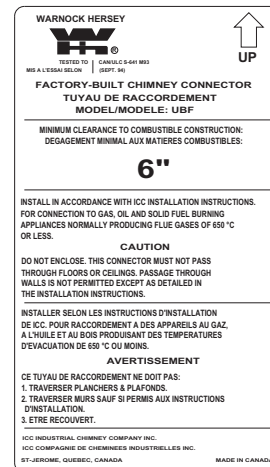 WARNOCK HERSEY
WH
®
UP
TESTED TO CAN/ULC S-641 M93
MIS A L'ESSAI SELON (SEPT. 94)
FACTORY-BUILT CHIMNEY CONNECTOR
TUYAU DE RACCORDEMENT
MODEL/MODELE: UBF
MINIMUM CLEARANCE TO COMBUSTIBLE CONSTRUCTION:
DEGAGEMENT MINIMAL AUX MATIERES COMBUSTIBLES:
6"
INSTALL IN ACCORDANCE WITH ICC INSTALLATION INSTRUCTIONS.
FOR CONNECTION TO GAS, OIL AND SOLID FUEL BURNING
APPLIANCES NORMALLY PRODUCING FLUE GASES OF 650 °C
OR LESS.
CAUTION
DO NOT ENCLOSE. THIS CONNECTOR MUST NOT PASS
THROUGH FLOORS OR CEILINGS. PASSAGE THROUGH
WALLS IS NOT PERMITTED EXCEPT AS DETAILED IN
THE INSTALLATION INSTRUCTIONS.
INSTALLER SELON LES INSTRUCTIONS D'INSTALLATION
DE ICC. POUR RACCORDEMENT A DES APPAREILS AU GAZ,
A L'HUILE ET AU BOIS PRODUISANT DES TEMPERATURES
D'EVACUATION DE 650 °C OU MOINS.
AVERTISSEMENT
CE TUYAU DE RACCORDEMENT NE DOIT PAS:
1. TRAVERSER PLANCHERS & PLAFONDS.
2. TRAVERSER MURS SAUF SI PERMIS AUX INSTRUCTIONS
D'INSTALLATION.
3. ETRE RECOUVERT.
ICC INDUSTRIAL CHIMNEY COMPANY INC.
ICC COMPAGNIE DE CHEMINEES INDUSTRIELLES INC.
ST-JEROME, QUEBEC, CANADA MADE IN CANADA